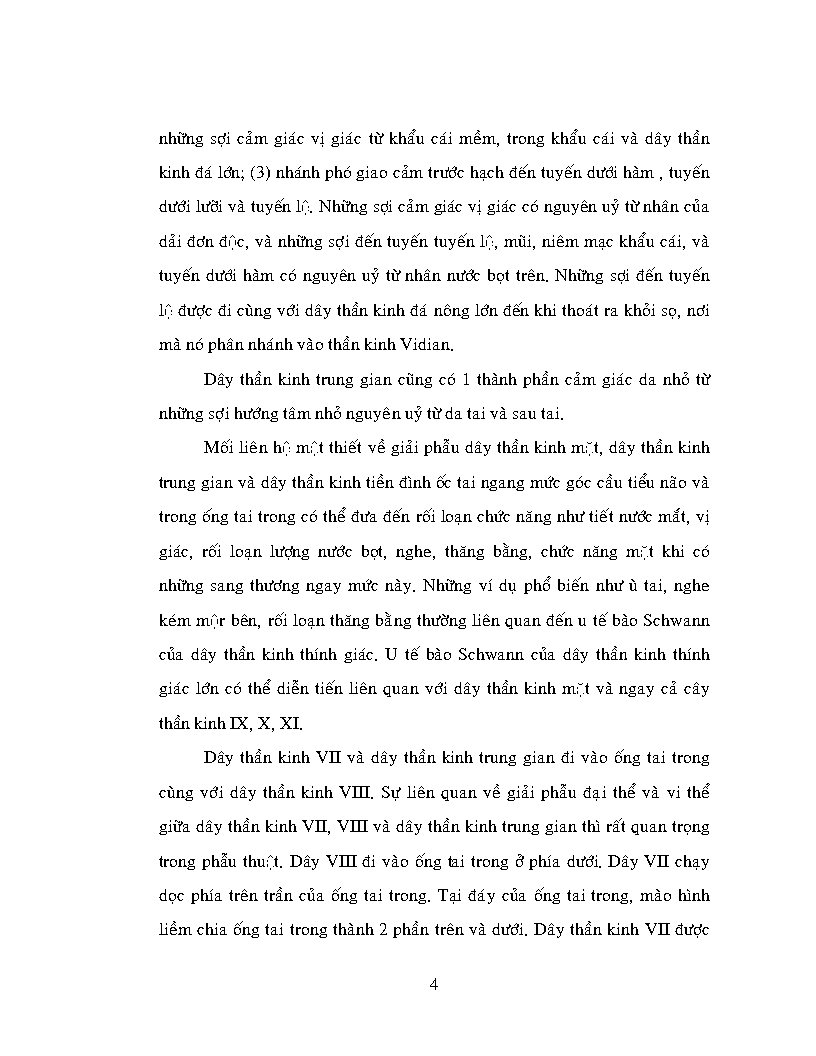 những sợi cảm giác vị giác từ khẩu cái mềm, trong khẩu cái và dây thần
kinh đá lớn; (3) nhánh phó giao cảm trước hạch đến tuyến dưới hàm , tuyến
dưới lưỡi và tuyến lệ. Những sợi cảm giác vị giác có nguyên uỷ từ nhân của
dải đơn độc, và những sợi đến tuyến tuyến lệ, mũi, niêm mạc khẩu cái, và
tuyến dưới hàm có nguyên uỷ từ nhân nước bọt trên. Những sợi đến tuyến
lệ được đi cùng với dây thần kinh đá nông lớn đến khi thoát ra khỏi sọ, nơi
mà nó phân nhánh vào thần kinh Vidian.
Dây thần kinh trung gian cũng có 1 thành phần cảm giác da nhỏ từ
những sợi hướng tâm nhỏ nguyên uỷ từ da tai và sau tai.
Mối liên hệ mật thiết về giải phẫu dây thần kinh mặt, dây thần kinh
trung gian và dây thần kinh tiền đình ốc tai ngang mức góc cầu tiểu não và
trong ống tai trong có thể đưa đến rối loạn chức năng như tiết nước mắt, vị
giác, rối loạn lượng nước bọt, nghe, thăng bằng, chức năng mặt khi có
những sang thương ngay mức này. Những ví dụ phổ biến như ù tai, nghe
kém mộr bên, rối loạn thăng bằng thường liên quan đến u tế bào Schwann
của dây thần kinh thính giác. U tế bào Schwann của dây thần kinh thính
giác lớn có thể diễn tiến liên quan với dây thần kinh mặt và ngay cả cây
thần kinh IX, X, XI.
Dây thần kinh VII và dây thần kinh trung gian đi vào ống tai trong
cùng với dây thần kinh VIII. Sự liên quan về giải phẫu đại thể và vi thể
giữa dây thần kinh VII, VIII và dây thần kinh trung gian thì rất quan trọng
trong phẫu thuật. Dây VIII đi vào ống tai trong ở phía dưới. Dây VII chạy
dọc phía trên trần của ống tai trong. Tại đáy của ống tai trong, mào hình
liềm chia ống tai trong thành 2 phần trên và dưới. Dây thần kinh VII được
4